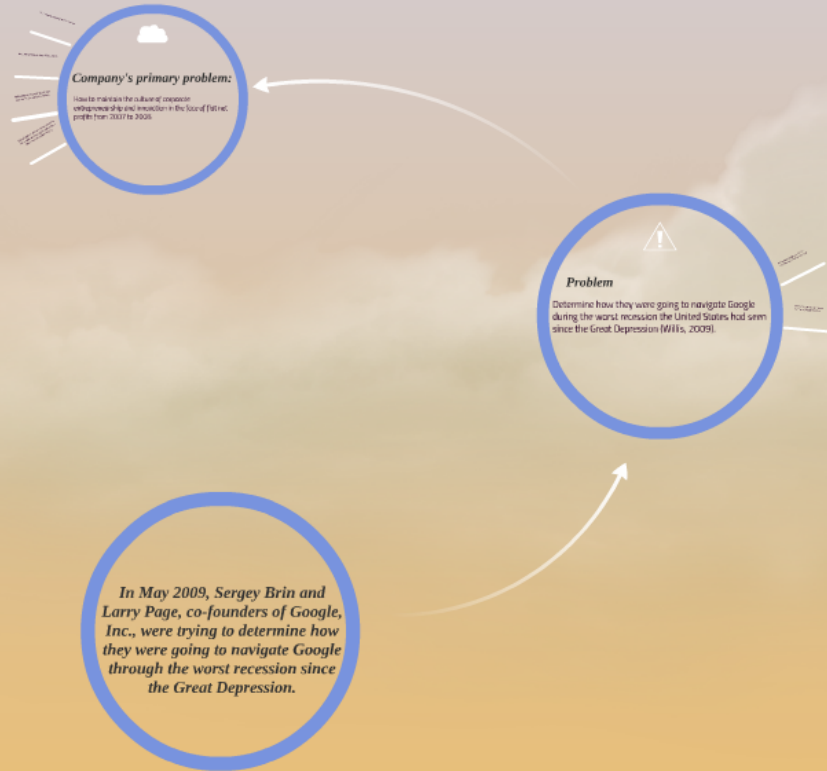 Company's primary problem:
How to maintain the culture of corporate
entrepreneurship and innovation in the face of flat net
profits from 2007 to 2008.
Problem
Determine how they were going to navigate Google
during the worst recession the United States had seen
since the Great Depression (Willis, 2009).
In May 2009, Sergey Brin and
Larry Page, co-founders of Google,
Inc., were trying to determine how
they were going to navigate Google
through the worst recession since
the Great Depression.